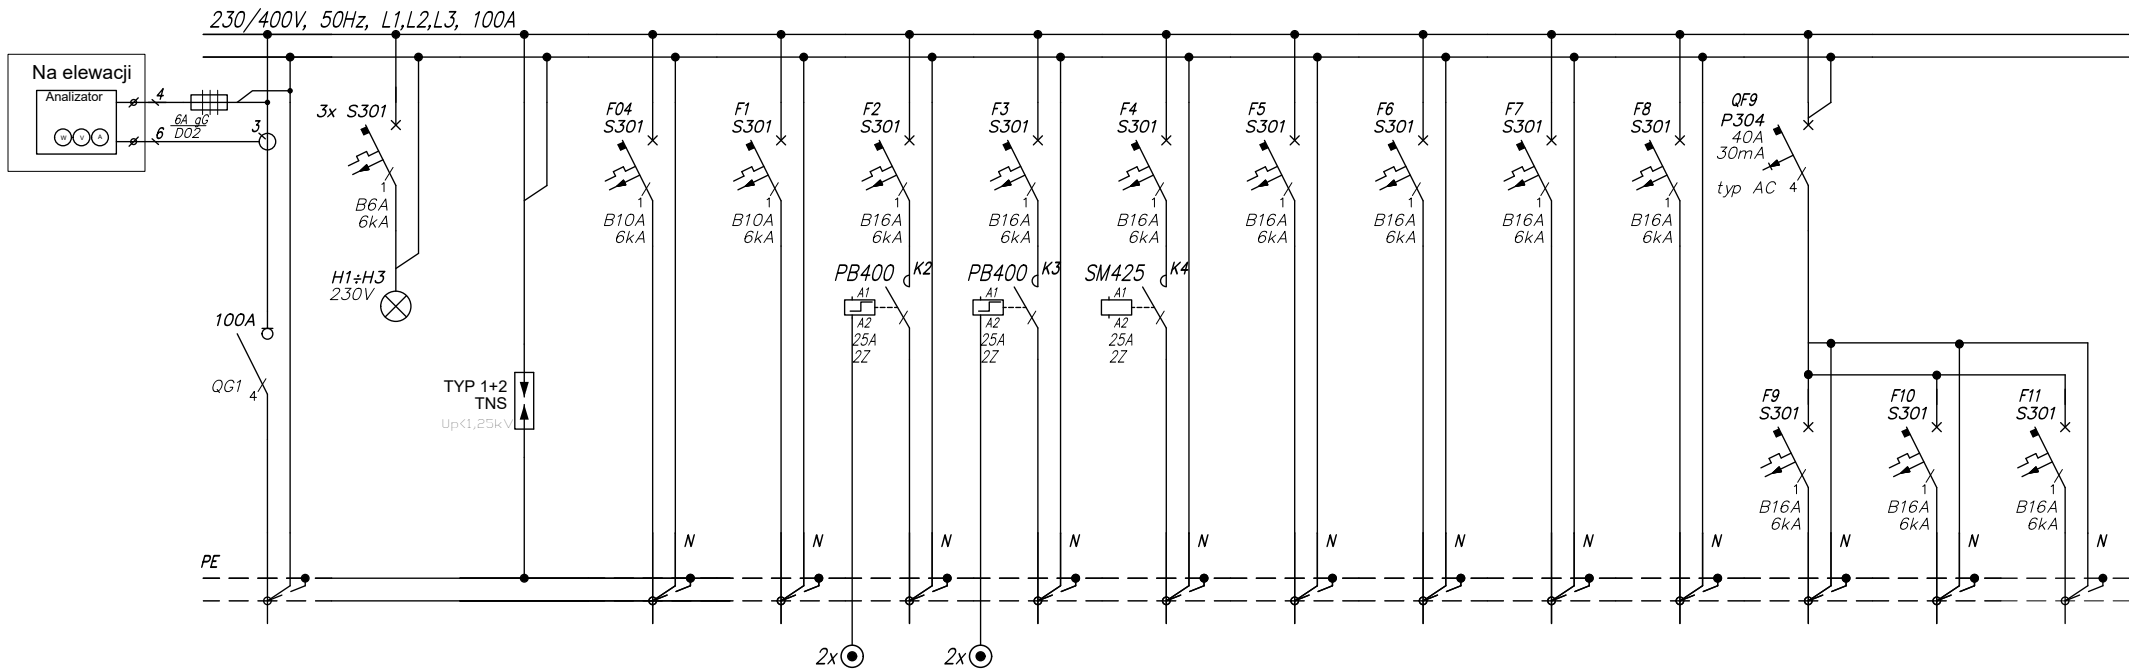 230/400V, 50Hz, L1,L2,L3, 100A
Na elewacji
Analizator
W V A
4
6
6A gG
D02
3
100A
QG1
4
3x S301
1
B6A
6kA
H1÷H3
230V
TYP 1+2
TNS
Up<1,25kV
F04
S301
1
B10A
6kA
N
F1
S301
1
B10A
6kA
N
F2
S301
1
B16A
6kA
PB400
K2
A1
A2
25A
2Z
N
2x
F3
S301
1
B16A
6kA
PB400
K3
A1
A2
25A
2Z
N
2x
F4
S301
1
B16A
6kA
SM425
K4
A1
A2
25A
2Z
N
F5
S301
1
B16A
6kA
N
F6
S301
1
B16A
6kA
N
F7
S301
1
B16A
6kA
N
F8
S301
1
B16A
6kA
N
QF9
P304
40A
30mA
typ AC
4
F9
S301
1
B16A
6kA
N
F10
S301
1
B16A
6kA
N
F11
S301
1
B16A
6kA
N
PE